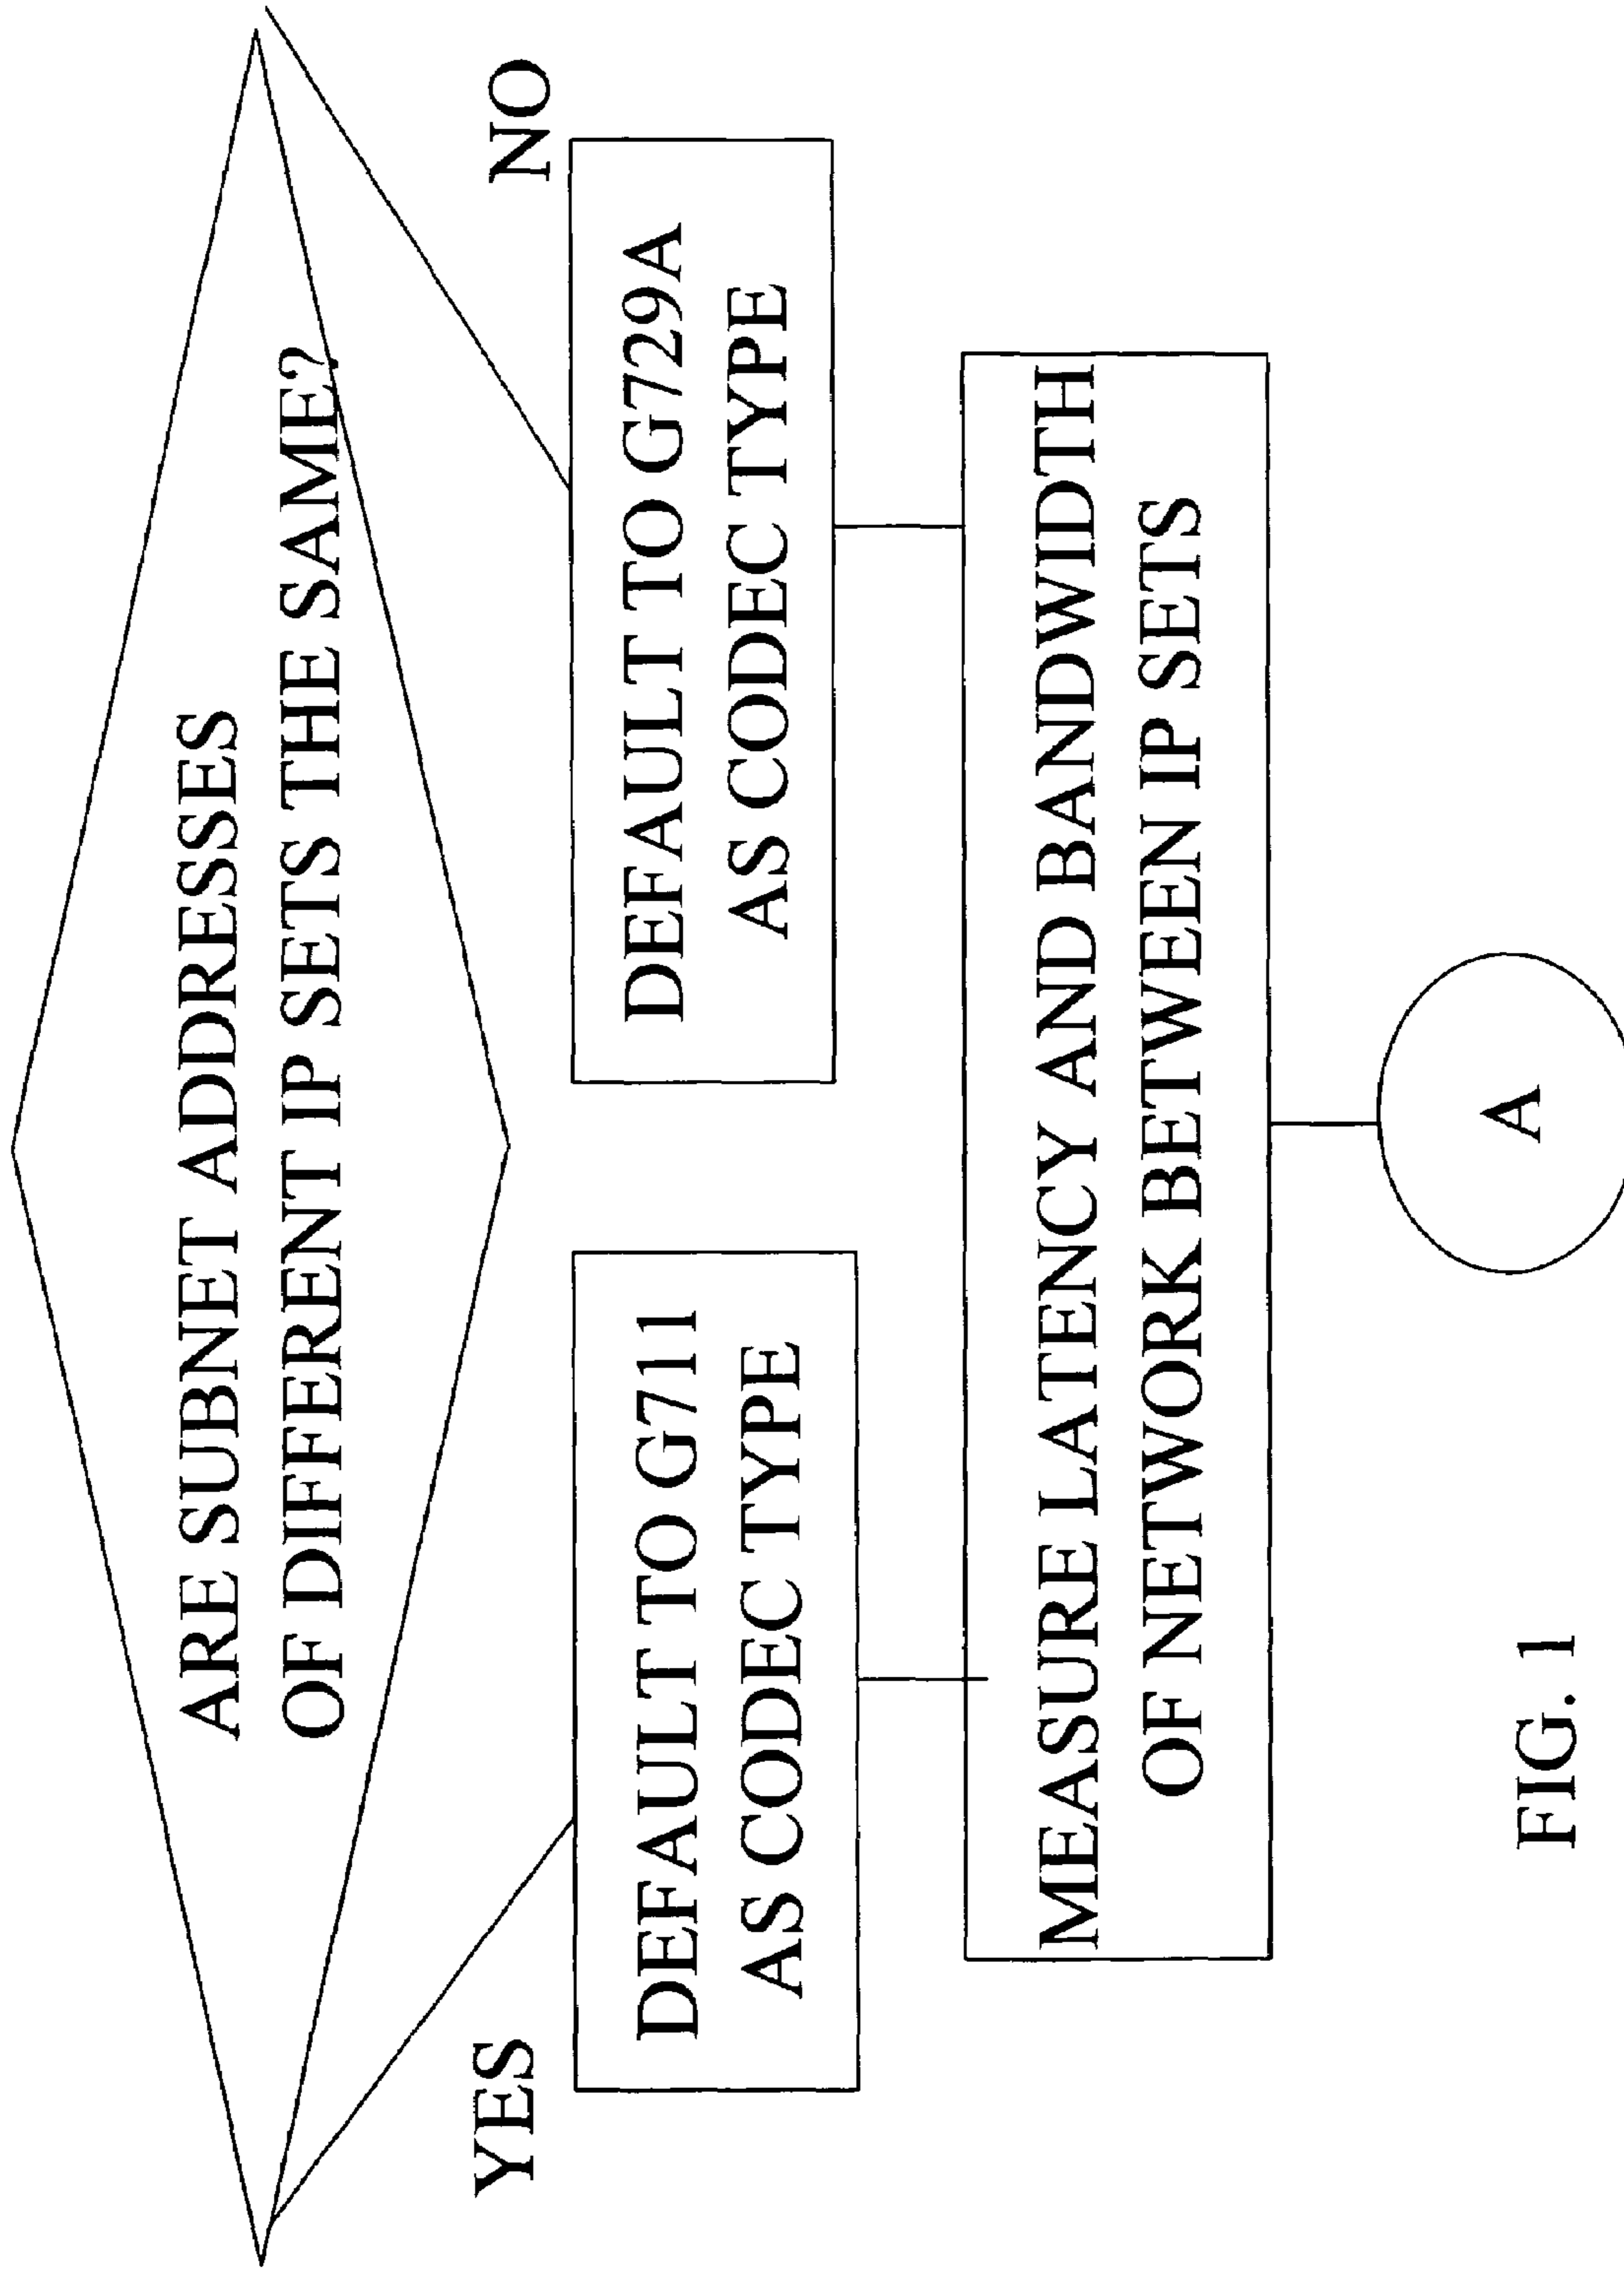 ARE SUBNET ADDRESSES
OF DIFFERENT IP SETS THE SAME?
YES
NO
DEFAULT TO G711
AS CODEC TYPE
DEFAULT TO G729A
AS CODEC TYPE
MEASURE LATENCY AND BANDWIDTH
OF NETWORK BETWEEN IP SETS
A
FIG. 1